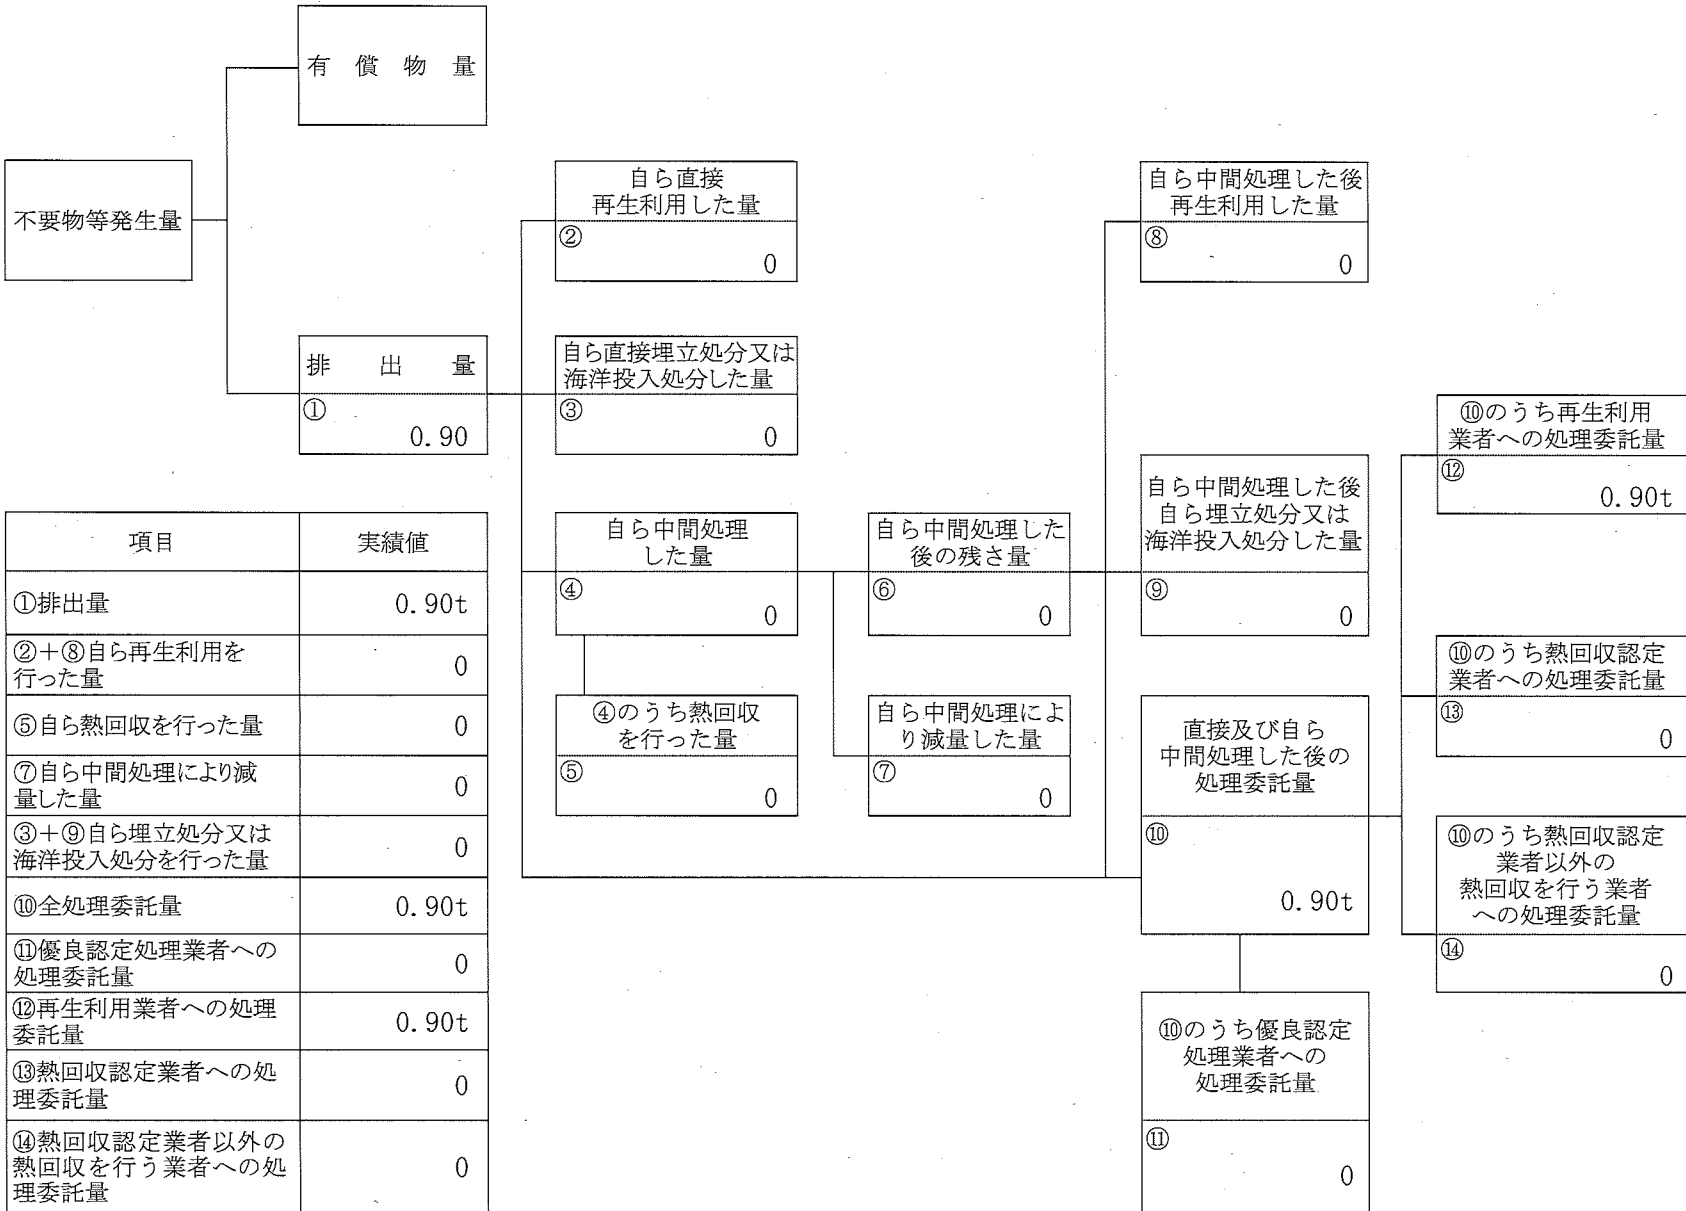 有償物量
不要物等発生量
自ら直接
再生利用した量
②
0
自ら中間処理した後
再生利用した量
⑧
0
排出量
①
0.90
自ら直接埋立処分又は
海洋投入処分した量
③
0
⑩のうち再生利用
業者への処理委託量
⑫
0.90t
自ら中間処理
した量
④
0
自ら中間処理した
後の残さ量
⑥
0
自ら中間処理した後
自ら埋立処分又は
海洋投入処分した量
⑨
0
⑩のうち熱回収認定
業者への処理委託量
⑬
0
④のうち熱回収
を行った量
⑤
0
自ら中間処理によ
り減量した量
⑦
0
直接及び自ら
中間処理した後の
処理委託量
⑩
0.90t
⑩のうち熱回収認定
業者以外の
熱回収を行う業者
への処理委託量
⑭
0
⑩のうち優良認定
処理業者への
処理委託量
⑪
0
項目 実績値
①排出量 0.90t
②+⑧自ら再生利用を
行った量 0
⑤自ら熱回収を行った量 0
⑦自ら中間処理により減
量した量 0
③+⑨自ら埋立処分又は
海洋投入処分を行った量 0
⑩全処理委託量 0.90t
⑪優良認定処理業者への
処理委託量 0
⑫再生利用業者への処理
委託量 0.90t
⑬熱回収認定業者への処
理委託量 0
⑭熱回収認定業者以外の
熱回収を行う業者への処
理委託量 0